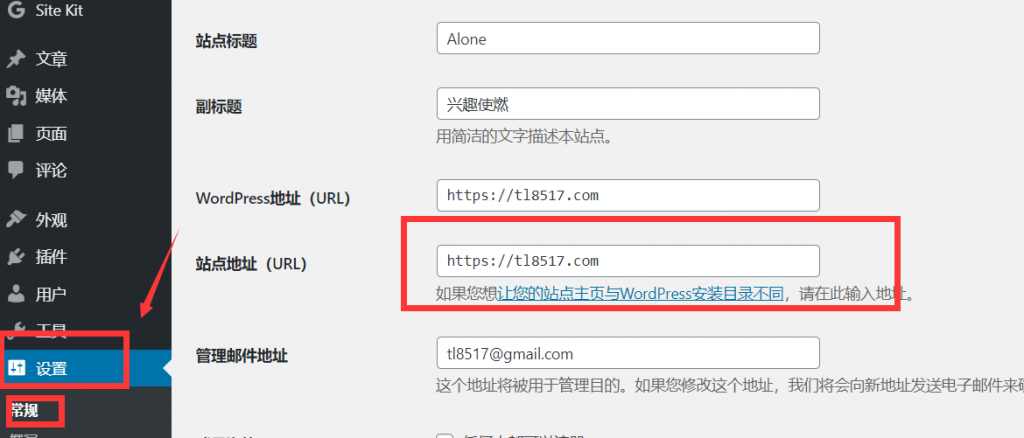 Site Kit
文章
媒体
页面
评论
外观
插件
用户
工具
设置
常规
站点标题
Alone
副标题
兴趣使燃
用简洁的文字描述本站点。
WordPress地址（URL）
https://tl8517.com
站点地址（URL）
https://tl8517.com
如果您想让您的站点主页与WordPress安装目录不同，请在此输入地址。
管理邮件地址
tl8517@gmail.com
这个地址将被用于管理目的。如果您修改这个地址，我们将会向新地址发送电子邮件来